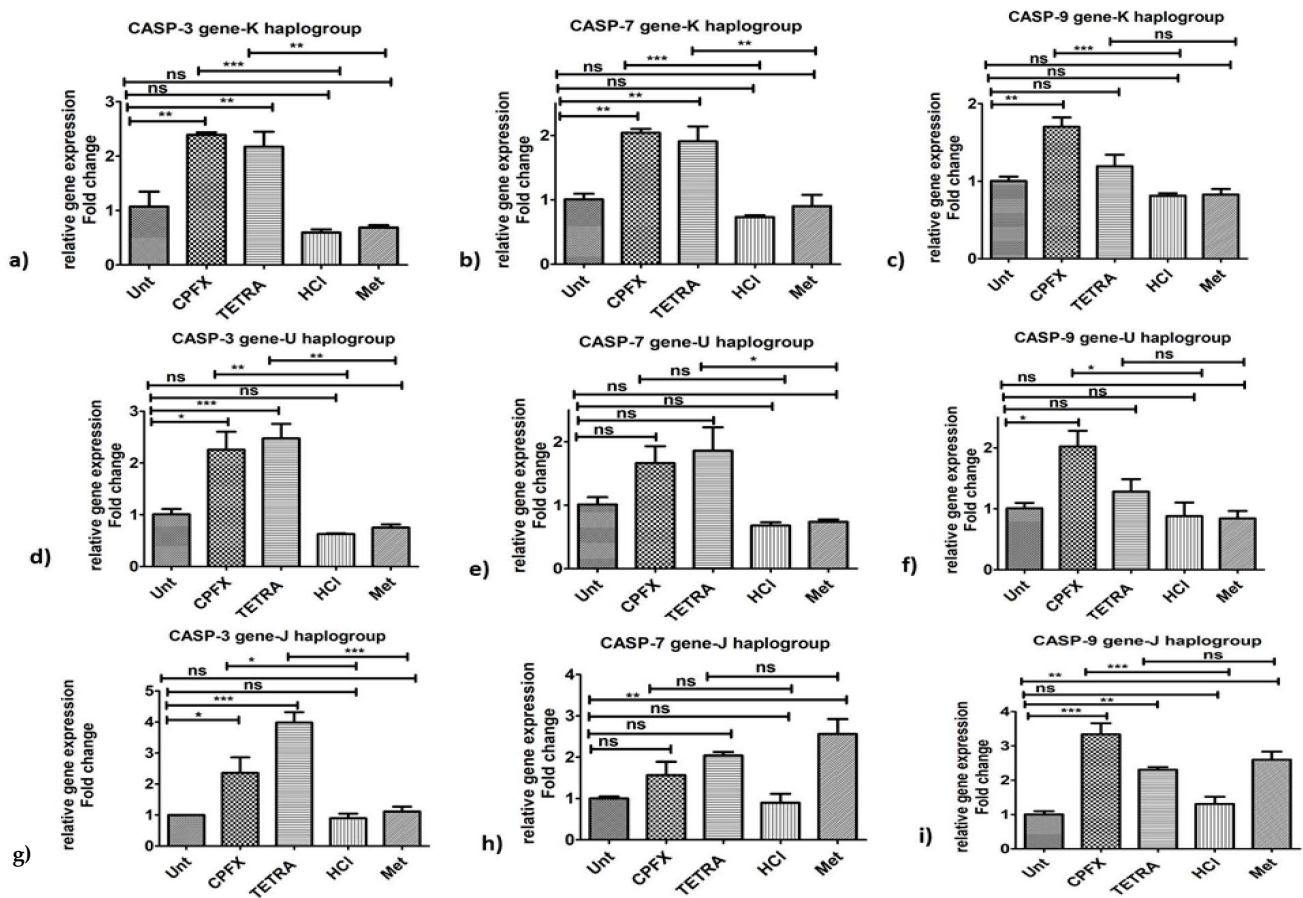 CASP-3 gene-K haplogroup
**
***
ns
ns
**
**
relative gene expression
Fold change
3
2
1
0
a)
Unt
CPFX
TETRA
HCl
Met
CASP-7 gene-K haplogroup
**
***
ns
ns
**
**
relative gene expression
Fold change
2
1
0
b)
Unt
CPFX
TETRA
HCl
Met
CASP-9 gene-K haplogroup
ns
***
ns
ns
ns
**
relative gene expression
Fold change
2
1
0
c)
Unt
CPFX
TETRA
HCl
Met
CASP-3 gene-U haplogroup
**
**
ns
ns
***
*
relative gene expression
Fold change
3
2
1
0
d)
Unt
CPFX
TETRA
HCl
Met
CASP-7 gene-U haplogroup
*
ns
ns
ns
ns
ns
relative gene expression
Fold change
2
1
0
e)
Unt
CPFX
TETRA
HCl
Met
CASP-9 gene-U haplogroup
ns
*
ns
ns
ns
*
relative gene expression
Fold change
2
1
0
f)
Unt
CPFX
TETRA
HCl
Met
CASP-3 gene-J haplogroup
***
*
ns
ns
***
*
relative gene expression
Fold change
5
4
3
2
1
0
g)
Unt
CPFX
TETRA
HCl
Met
CASP-7 gene-J haplogroup
ns
ns
**
ns
ns
ns
relative gene expression
Fold change
4
3
2
1
0
h)
Unt
CPFX
TETRA
HCl
Met
CASP-9 gene-J haplogroup
ns
***
**
ns
**
***
relative gene expression
Fold change
4
3
2
1
0
i)
Unt
CPFX
TETRA
HCl
Met